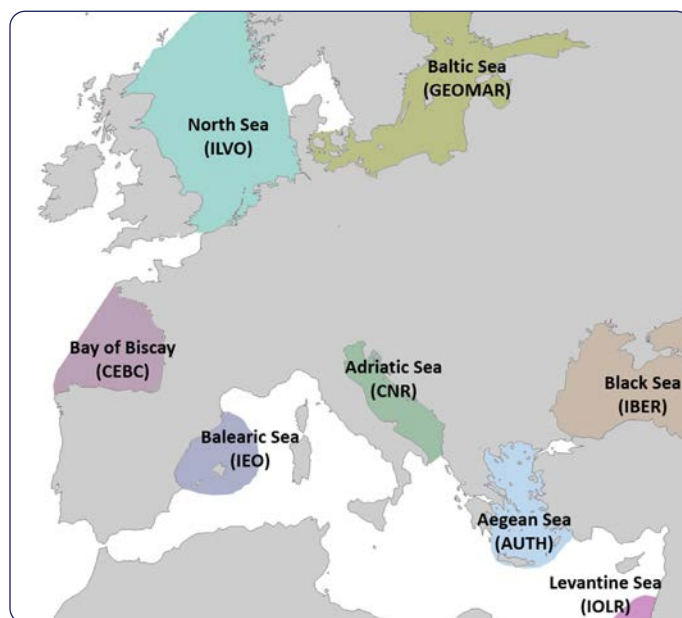 Baltic Sea
(GEOMAR)
North Sea
(ILVO)
Bay of Biscay
(CEBC)
Adriatic Sea
(CNR)
Black Sea
(IBER)
Balearic Sea
(IEO)
Aegean Sea
(AUTH)
Levantine Sea
(IOLR)